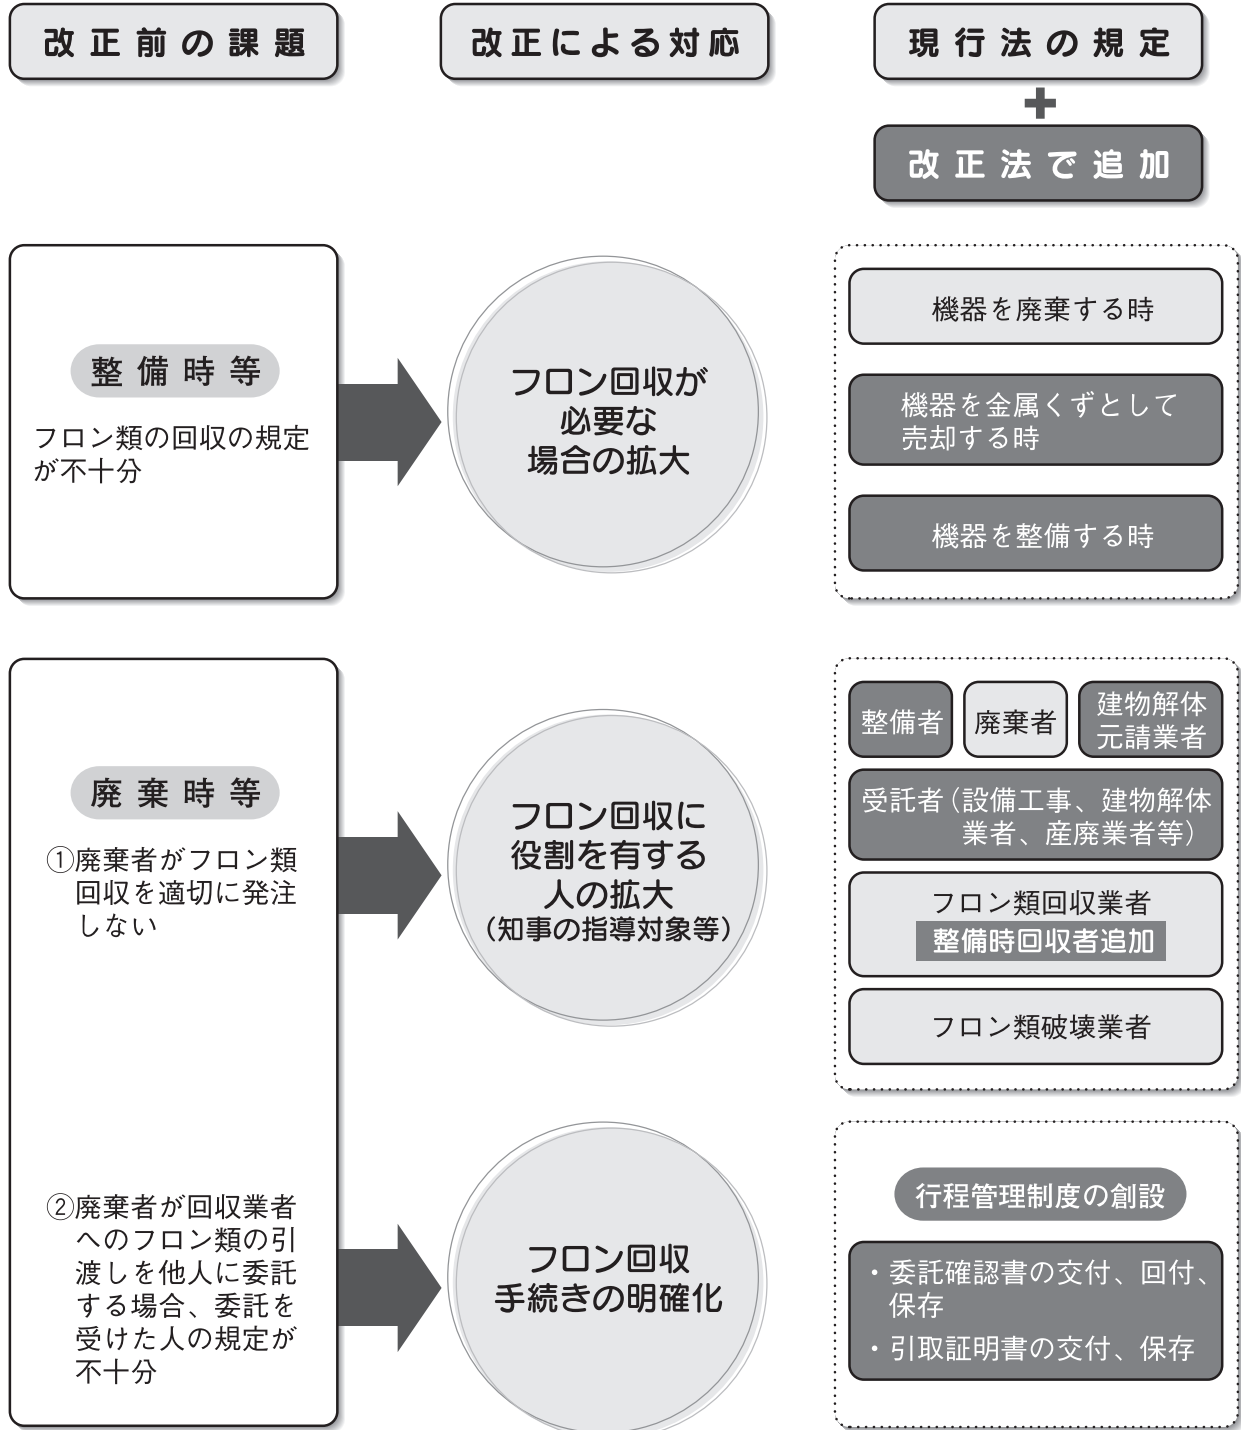 改正前の課題
改正による対応
現行法の規定
+
改正法で追加
整備時等
フロン類の回収の規定
が不十分
フロン回収が
必要な
場合の拡大
機器を廃棄する時
機器を金属くずとして
売却する時
機器を整備する時
廃棄時等
①廃棄者がフロン類
回収を適切に発注
しない
フロン回収に
役割を有する
人の拡大
（知事の指導対象等）
整備者
廃棄者
建物解体
元請業者
受託者（設備工事、建物解体
業者、産廃業者等）
フロン類回収業者
整備時回収者追加
フロン類破壊業者
②廃棄者が回収業者
へのフロン類の引
渡しを他人に委託
する場合、委託を
受けた人の規定が
不十分
フロン回収
手続きの明確化
行程管理制度の創設
・委託確認書の交付、回付、
保存
・引取証明書の交付、保存